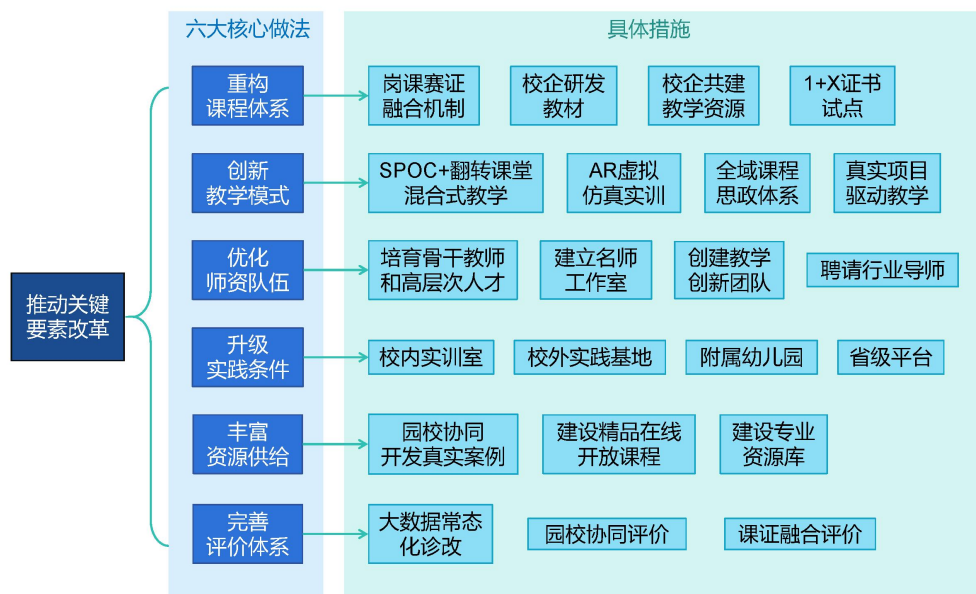 六大核心做法
具体措施
推动关键
要素改革
重构
课程体系
岗课赛证
融合机制
校企研发
教材
校企共建
教学资源
1+X证书
试点
创新
教学模式
SPOC+翻转课堂
混合式教学
AR虚拟
仿真实训
全域课程
思政体系
真实项目
驱动教学
优化
师资队伍
培育骨干教师
和高层次人才
建立名师
工作室
创建教学
创新团队
聘请行业导师
升级
实践条件
校内实训室
校外实践基地
附属幼儿园
省级平台
丰富
资源供给
园校协同
开发真实案例
建设精品在线
开放课程
建设专业
资源库
完善
评价体系
大数据常态
化诊改
园校协同评价
课证融合评价